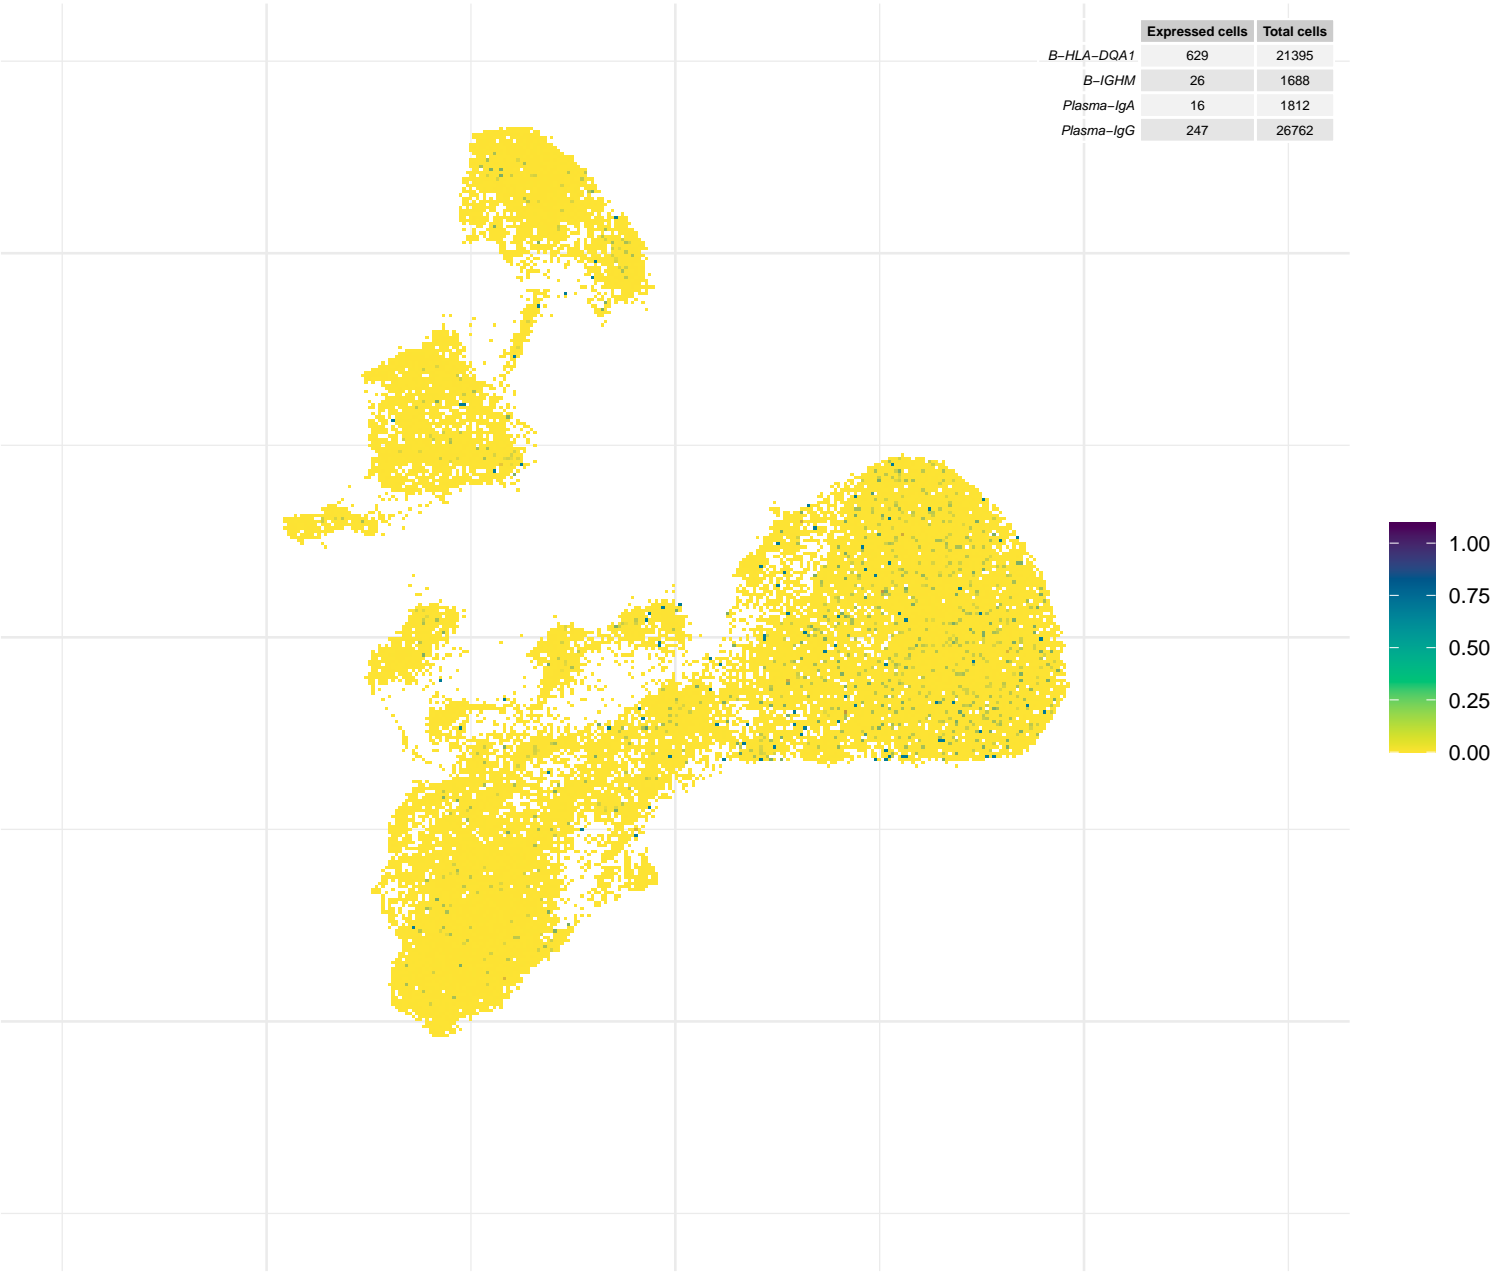 Expressed cells Total cells
B−HLA−DQA1 629 21395
B−IGHM 26 1688
Plasma−IgA 16 1812
Plasma−IgG 247 26762
1.00
0.75
0.50
0.25
0.00